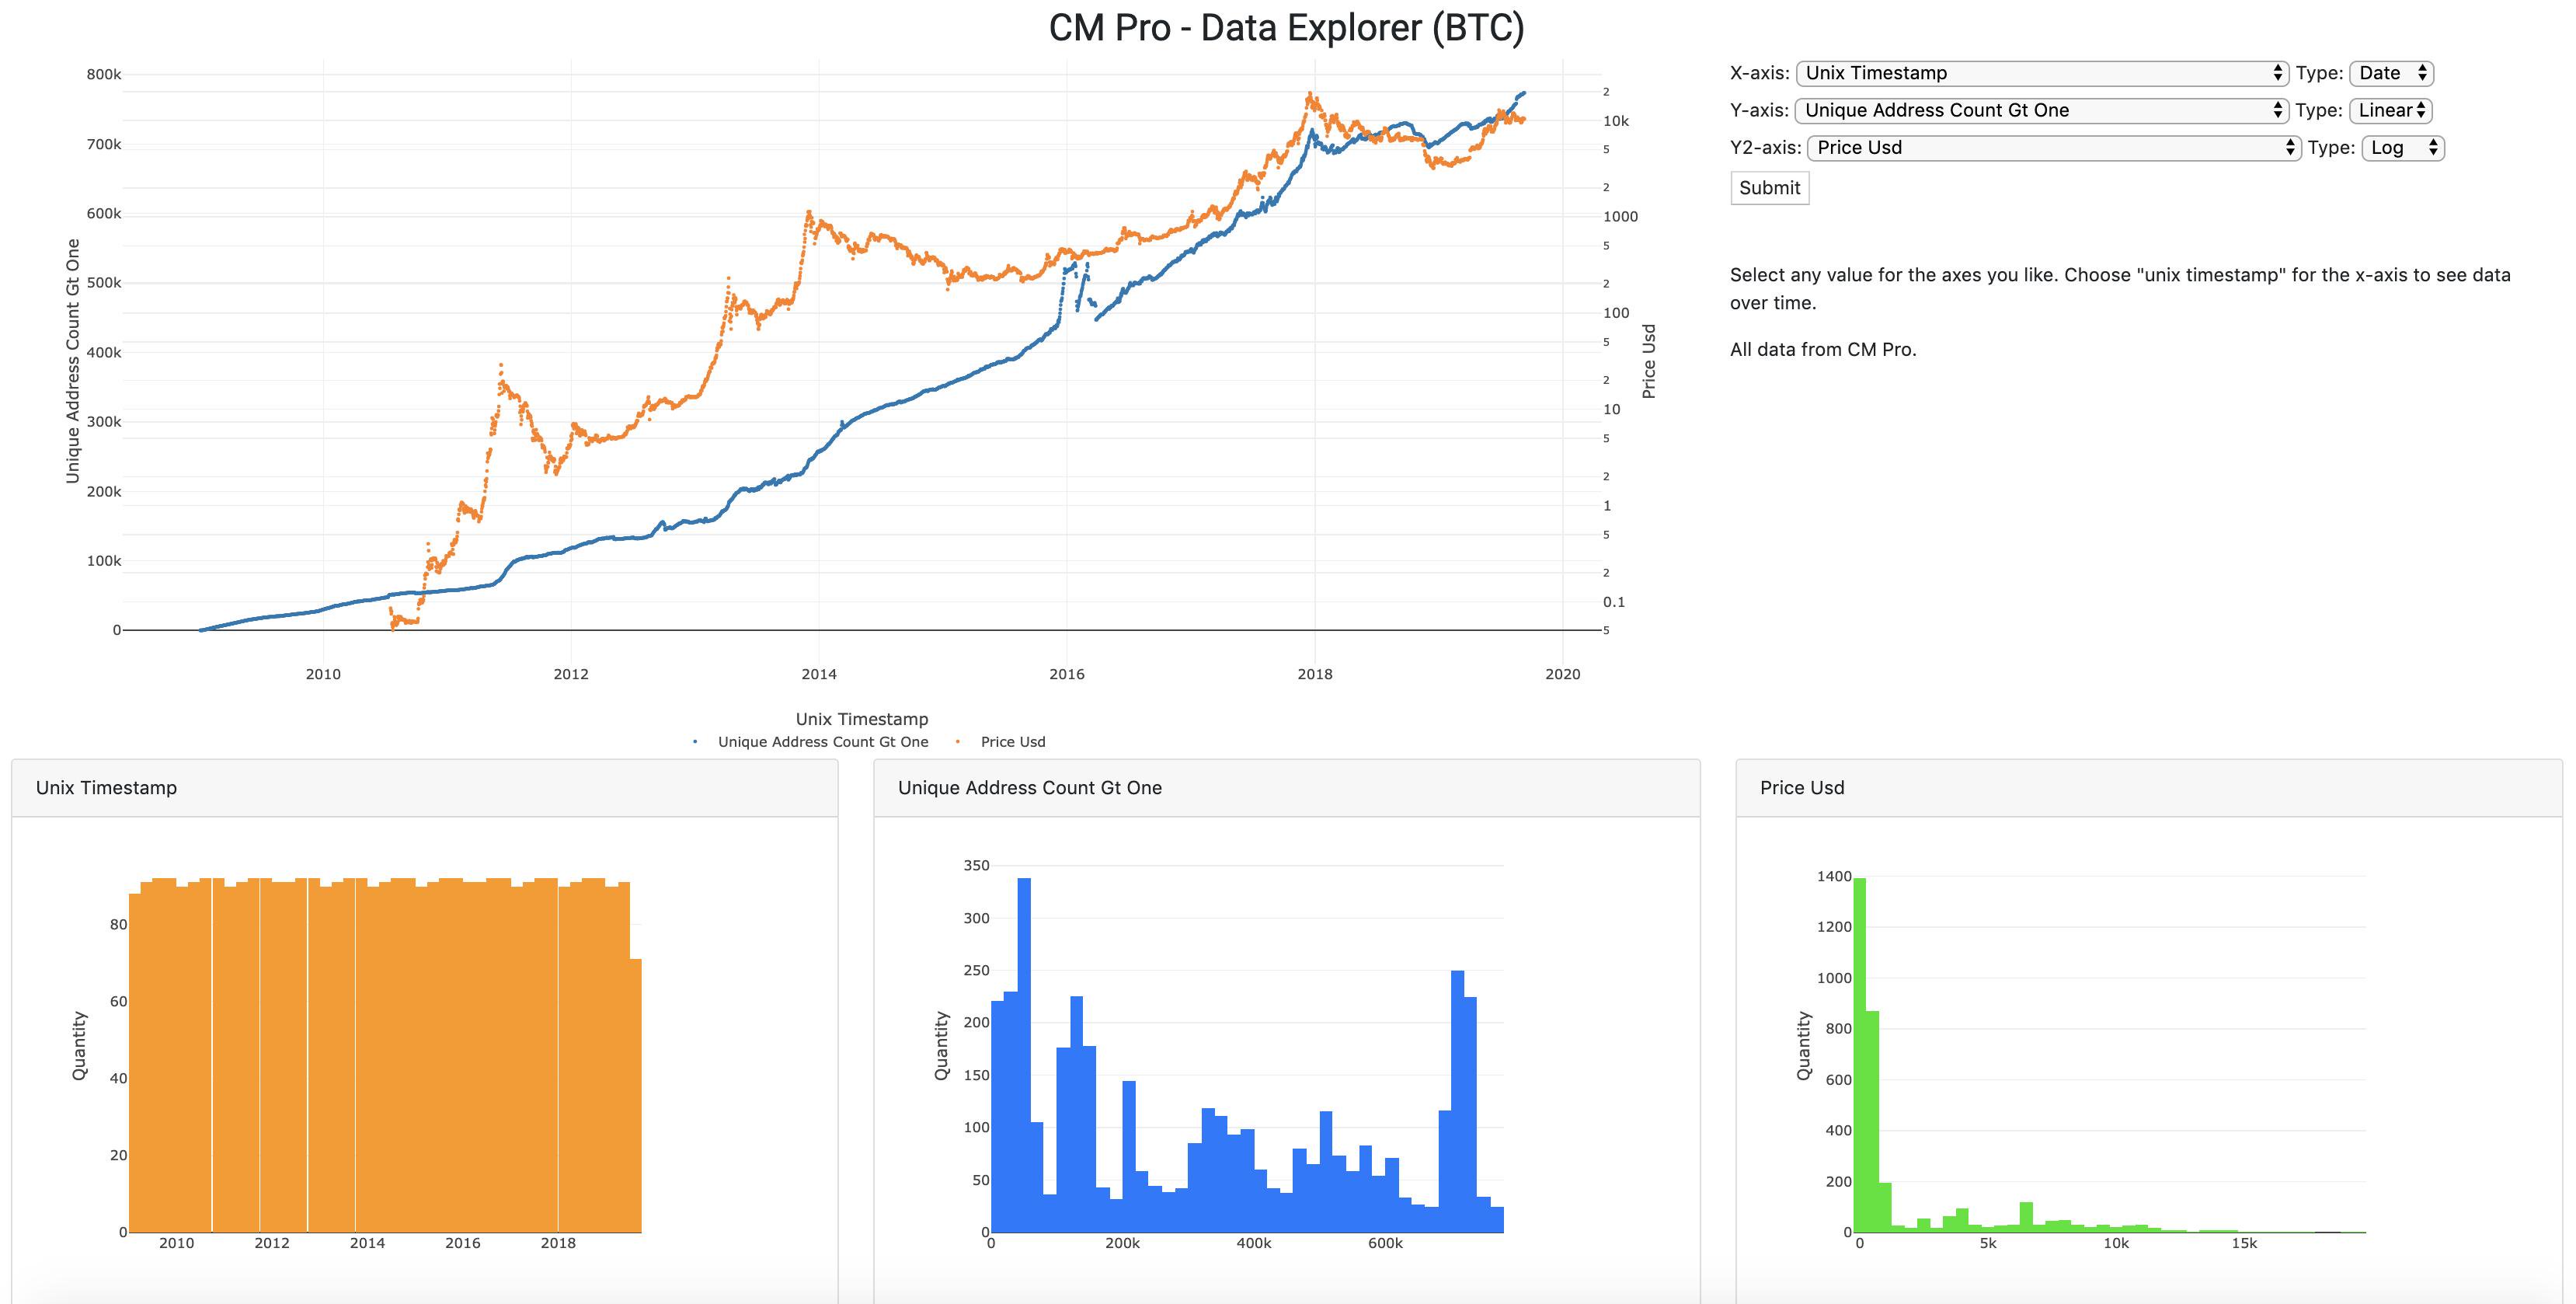 CM Pro - Data Explorer (BTC)
800k
700k
600k
500k
400k
300k
200k
100k
0
Unique Address Count Gt One
2
10k
5
2
1000
5
2
100
5
2
10
5
2
1
5
2
0.1
5
Price Usd
2010 2012 2014 2016 2018 2020
Unix Timestamp
Unique Address Count Gt One Price Usd
X-axis: Unix Timestamp Type: Date
Y-axis: Unique Address Count Gt One Type: Linear
Y2-axis: Price Usd Type: Log
Submit
Select any value for the axes you like. Choose "unix timestamp" for the x-axis to see data
over time.
All data from CM Pro.
Unix Timestamp
80
60
40
20
0
Quantity
2010 2012 2014 2016 2018
Unique Address Count Gt One
350
300
250
200
150
100
50
0
Quantity
0 200k 400k 600k
Price Usd
1400
1200
1000
800
600
400
200
0
Quantity
0 5k 10k 15k